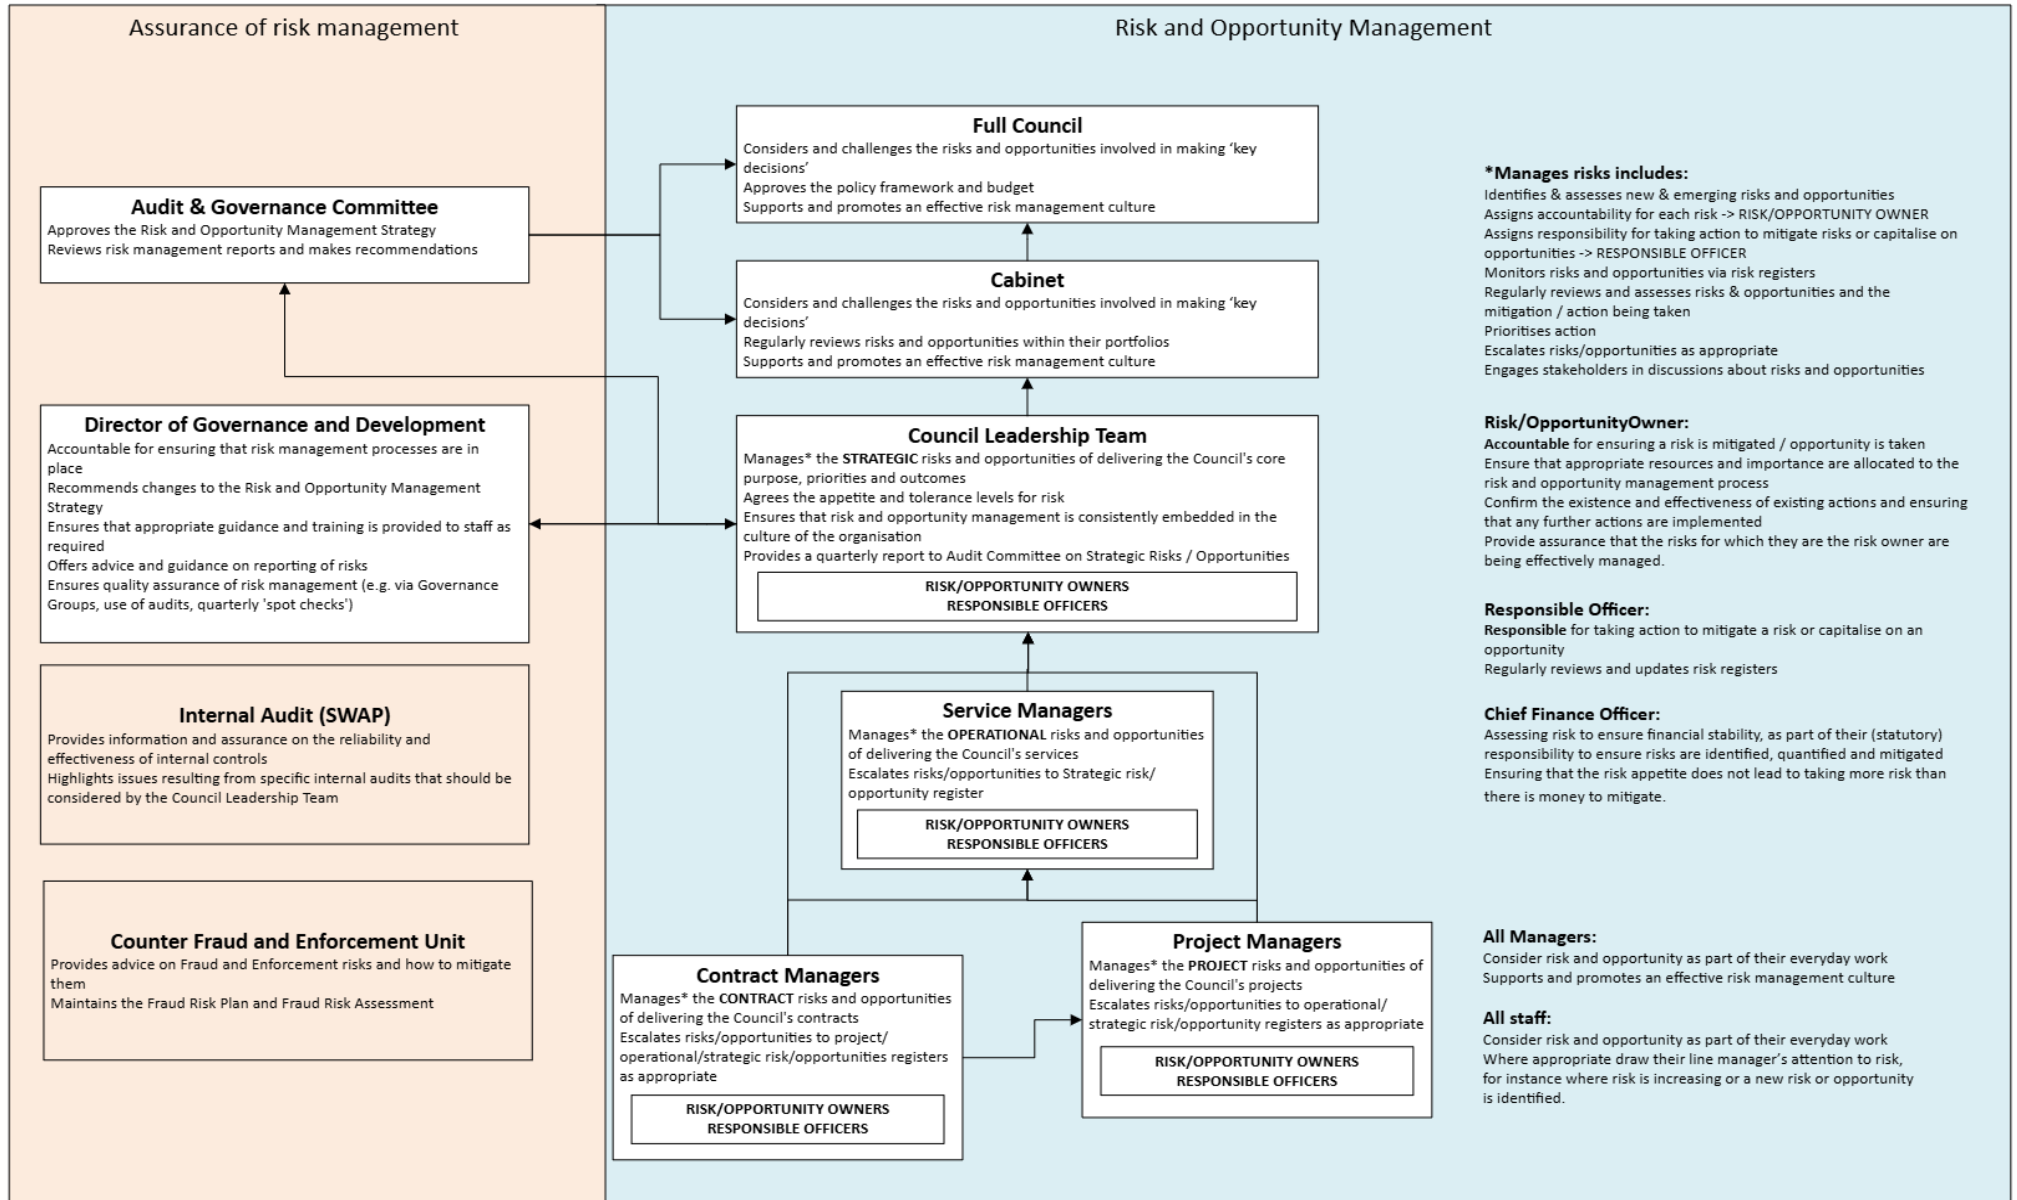 Assurance of risk management
Audit & Governance Committee
Approves the Risk and Opportunity Management Strategy
Reviews risk management reports and makes recommendations
Director of Governance and Development
Accountable for ensuring that risk management processes are in
place
Recommends changes to the Risk and Opportunity Management
Strategy
Ensures that appropriate guidance and training is provided to staff as
required
Offers advice and guidance on reporting of risks
Ensures quality assurance of risk management (e.g. via Governance
Groups, use of audits, quarterly 'spot checks')
Internal Audit (SWAP)
Provides information and assurance on the reliability and
effectiveness of internal controls
Highlights issues resulting from specific internal audits that should be
considered by the Council Leadership Team
Counter Fraud and Enforcement Unit
Provides advice on Fraud and Enforcement risks and how to mitigate
them
Maintains the Fraud Risk Plan and Fraud Risk Assessment
Risk and Opportunity Management
Full Council
Considers and challenges the risks and opportunities involved in making ‘key
decisions’
Approves the policy framework and budget
Supports and promotes an effective risk management culture
Cabinet
Considers and challenges the risks and opportunities involved in making ‘key
decisions’
Regularly reviews risks and opportunities within their portfolios
Supports and promotes an effective risk management culture
Council Leadership Team
Manages* the STRATEGIC risks and opportunities of delivering the Council's core
purpose, priorities and outcomes
Agrees the appetite and tolerance levels for risk
Ensures that risk and opportunity management is consistently embedded in the
culture of the organisation
Provides a quarterly report to Audit Committee on Strategic Risks / Opportunities
RISK/OPPORTUNITY OWNERS
RESPONSIBLE OFFICERS
Service Managers
Manages* the OPERATIONAL risks and opportunities
of delivering the Council's services
Escalates risks/opportunities to Strategic risk/
opportunity register
RISK/OPPORTUNITY OWNERS
RESPONSIBLE OFFICERS
Contract Managers
Manages* the CONTRACT risks and opportunities
of delivering the Council's contracts
Escalates risks/opportunities to project/
operational/strategic risk/opportunities registers
as appropriate
RISK/OPPORTUNITY OWNERS
RESPONSIBLE OFFICERS
Project Managers
Manages* the PROJECT risks and opportunities of
delivering the Council's projects
Escalates risks/opportunities to operational/
strategic risk/opportunity registers as appropriate
RISK/OPPORTUNITY OWNERS
RESPONSIBLE OFFICERS
*Manages risks includes:
Identifies & assesses new & emerging risks and opportunities
Assigns accountability for each risk -> RISK/OPPORTUNITY OWNER
Assigns responsibility for taking action to mitigate risks or capitalise on
opportunities -> RESPONSIBLE OFFICER
Monitors risks and opportunities via risk registers
Regularly reviews and assesses risks & opportunities and the
mitigation / action being taken
Prioritises action
Escalates risks/opportunities as appropriate
Engages stakeholders in discussions about risks and opportunities
Risk/OpportunityOwner:
Accountable for ensuring a risk is mitigated / opportunity is taken
Ensure that appropriate resources and importance are allocated to the
risk and opportunity management process
Confirm the existence and effectiveness of existing actions and ensuring
that any further actions are implemented
Provide assurance that the risks for which they are the risk owner are
being effectively managed.
Responsible Officer:
Responsible for taking action to mitigate a risk or capitalise on an
opportunity
Regularly reviews and updates risk registers
Chief Finance Officer:
Assessing risk to ensure financial stability, as part of their (statutory)
responsibility to ensure risks are identified, quantified and mitigated
Ensuring that the risk appetite does not lead to taking more risk than
there is money to mitigate.
All Managers:
Consider risk and opportunity as part of their everyday work
Supports and promotes an effective risk management culture
All staff:
Consider risk and opportunity as part of their everyday work
Where appropriate draw their line manager’s attention to risk,
for instance where risk is increasing or a new risk or opportunity
is identified.